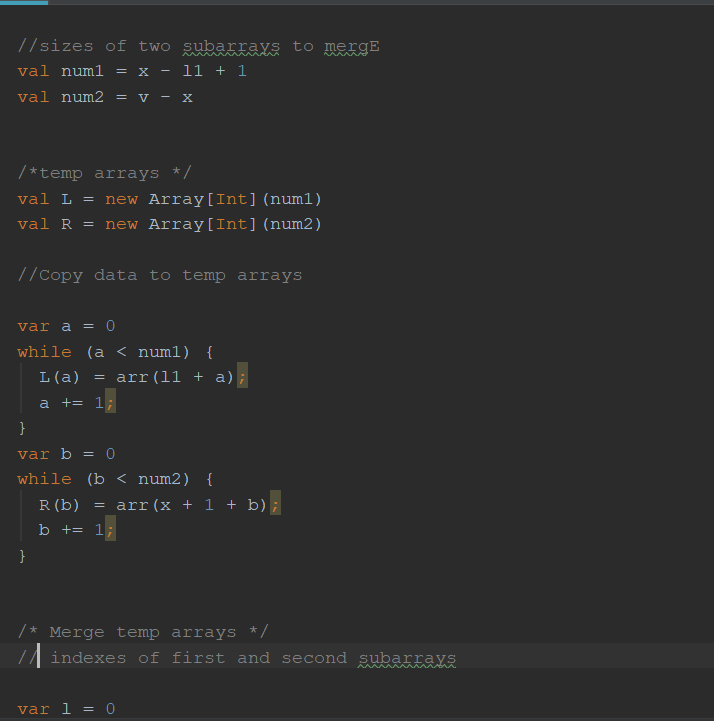 //sizes of two subarrays to mergE
val num1 = x - l1 + 1
val num2 = v - x
/*temp arrays */
val L = new Array[Int](num1)
val R = new Array[Int](num2)
//Copy data to temp arrays
var a = 0
while (a < num1) {
L(a) = arr(l1 + a);
a += 1;
}
var b = 0
while (b < num2) {
R(b) = arr(x + 1 + b);
b += 1;
}
/* Merge temp arrays */
// indexes of first and second subarrays
var l = 0